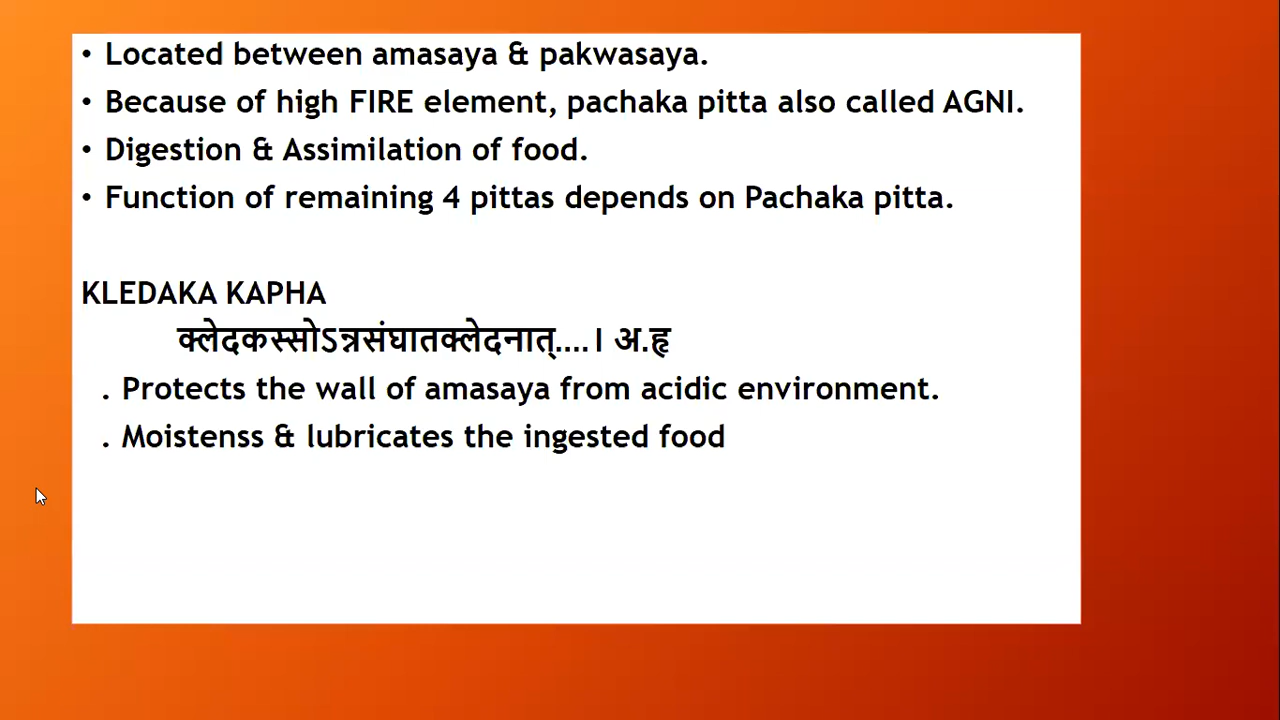 • Located between amasaya & pakwasaya.
• Because of high FIRE element, pachaka pitta also called AGNI.
• Digestion & Assimilation of food.
• Function of remaining 4 pittas depends on Pachaka pitta.
KLEDAKA KAPHA
क्लेदकस्सोऽन्नसंघातक्लेदनात्....। अ.हृ
. Protects the wall of amasaya from acidic environment.
. Moistenss & lubricates the ingested food